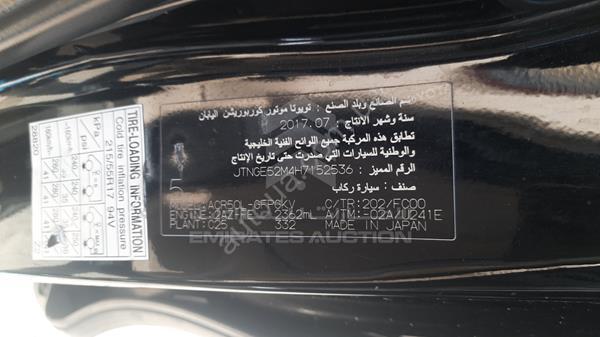 اسم الصانع وبلد الصنع : تويوتا موتور كوربوريشن اليابان
سنة وشهر الانتاج : 2017.07
تطابق هذه المركبة جميع اللوائح الفنية الخليجية
والوطنية للسيارات التي صدرت حتى تاريخ الإنتاج
الرقم المميز : JTNGE52M4H7152536
صنف : سيارة ركاب
MODEL:ACR50L-GFPGKV C/TR:202/FC00
ENGINE:2AZ-FE 2362mL A/TM:-02A/U241E
PLANT:C25 332 MADE IN JAPAN
EMIRATES AUCTION
TIRE-LOADING INFORMATION
Cold tire inflation pressure
215/55R17 94V
kPa
psi